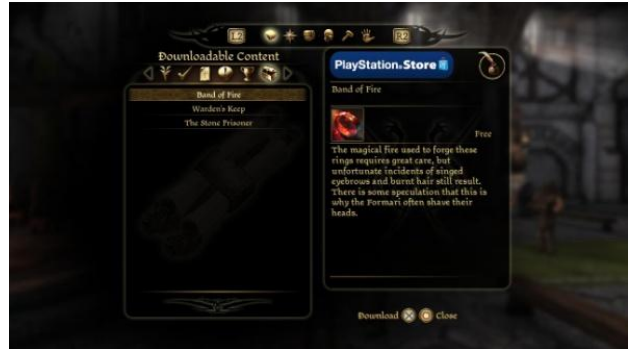 L2
R2
Downloadable Content
Band of Fire
Warden's Keep
The Stone Prisoner
PlayStation.Store
Band of Fire
Free
The magical fire used to forge these
rings requires great care, but
unfortunate incidents of singed
eyebrows and burnt hair still result.
There is some speculation that this is
why the Formari often shave their
heads.
Download Close